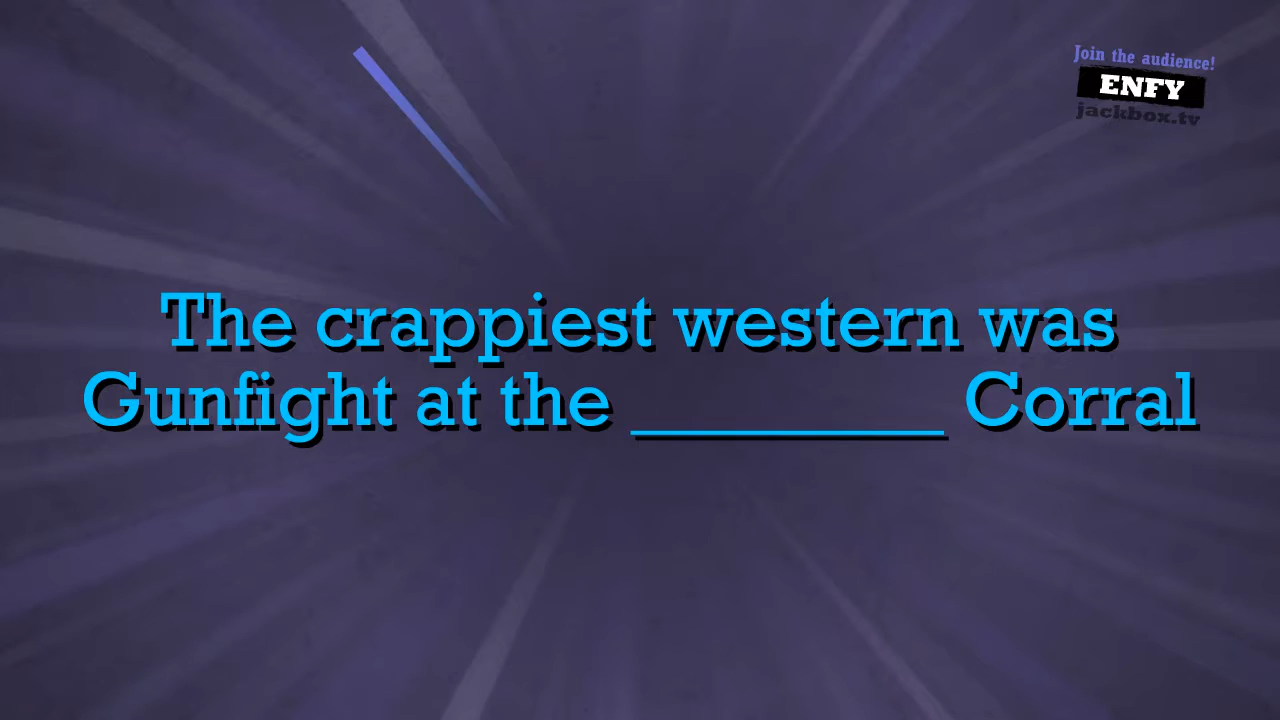 Join the audience!
ENFY
jackbox.tv
The crappiest western was
Gunfight at the ________ Corral